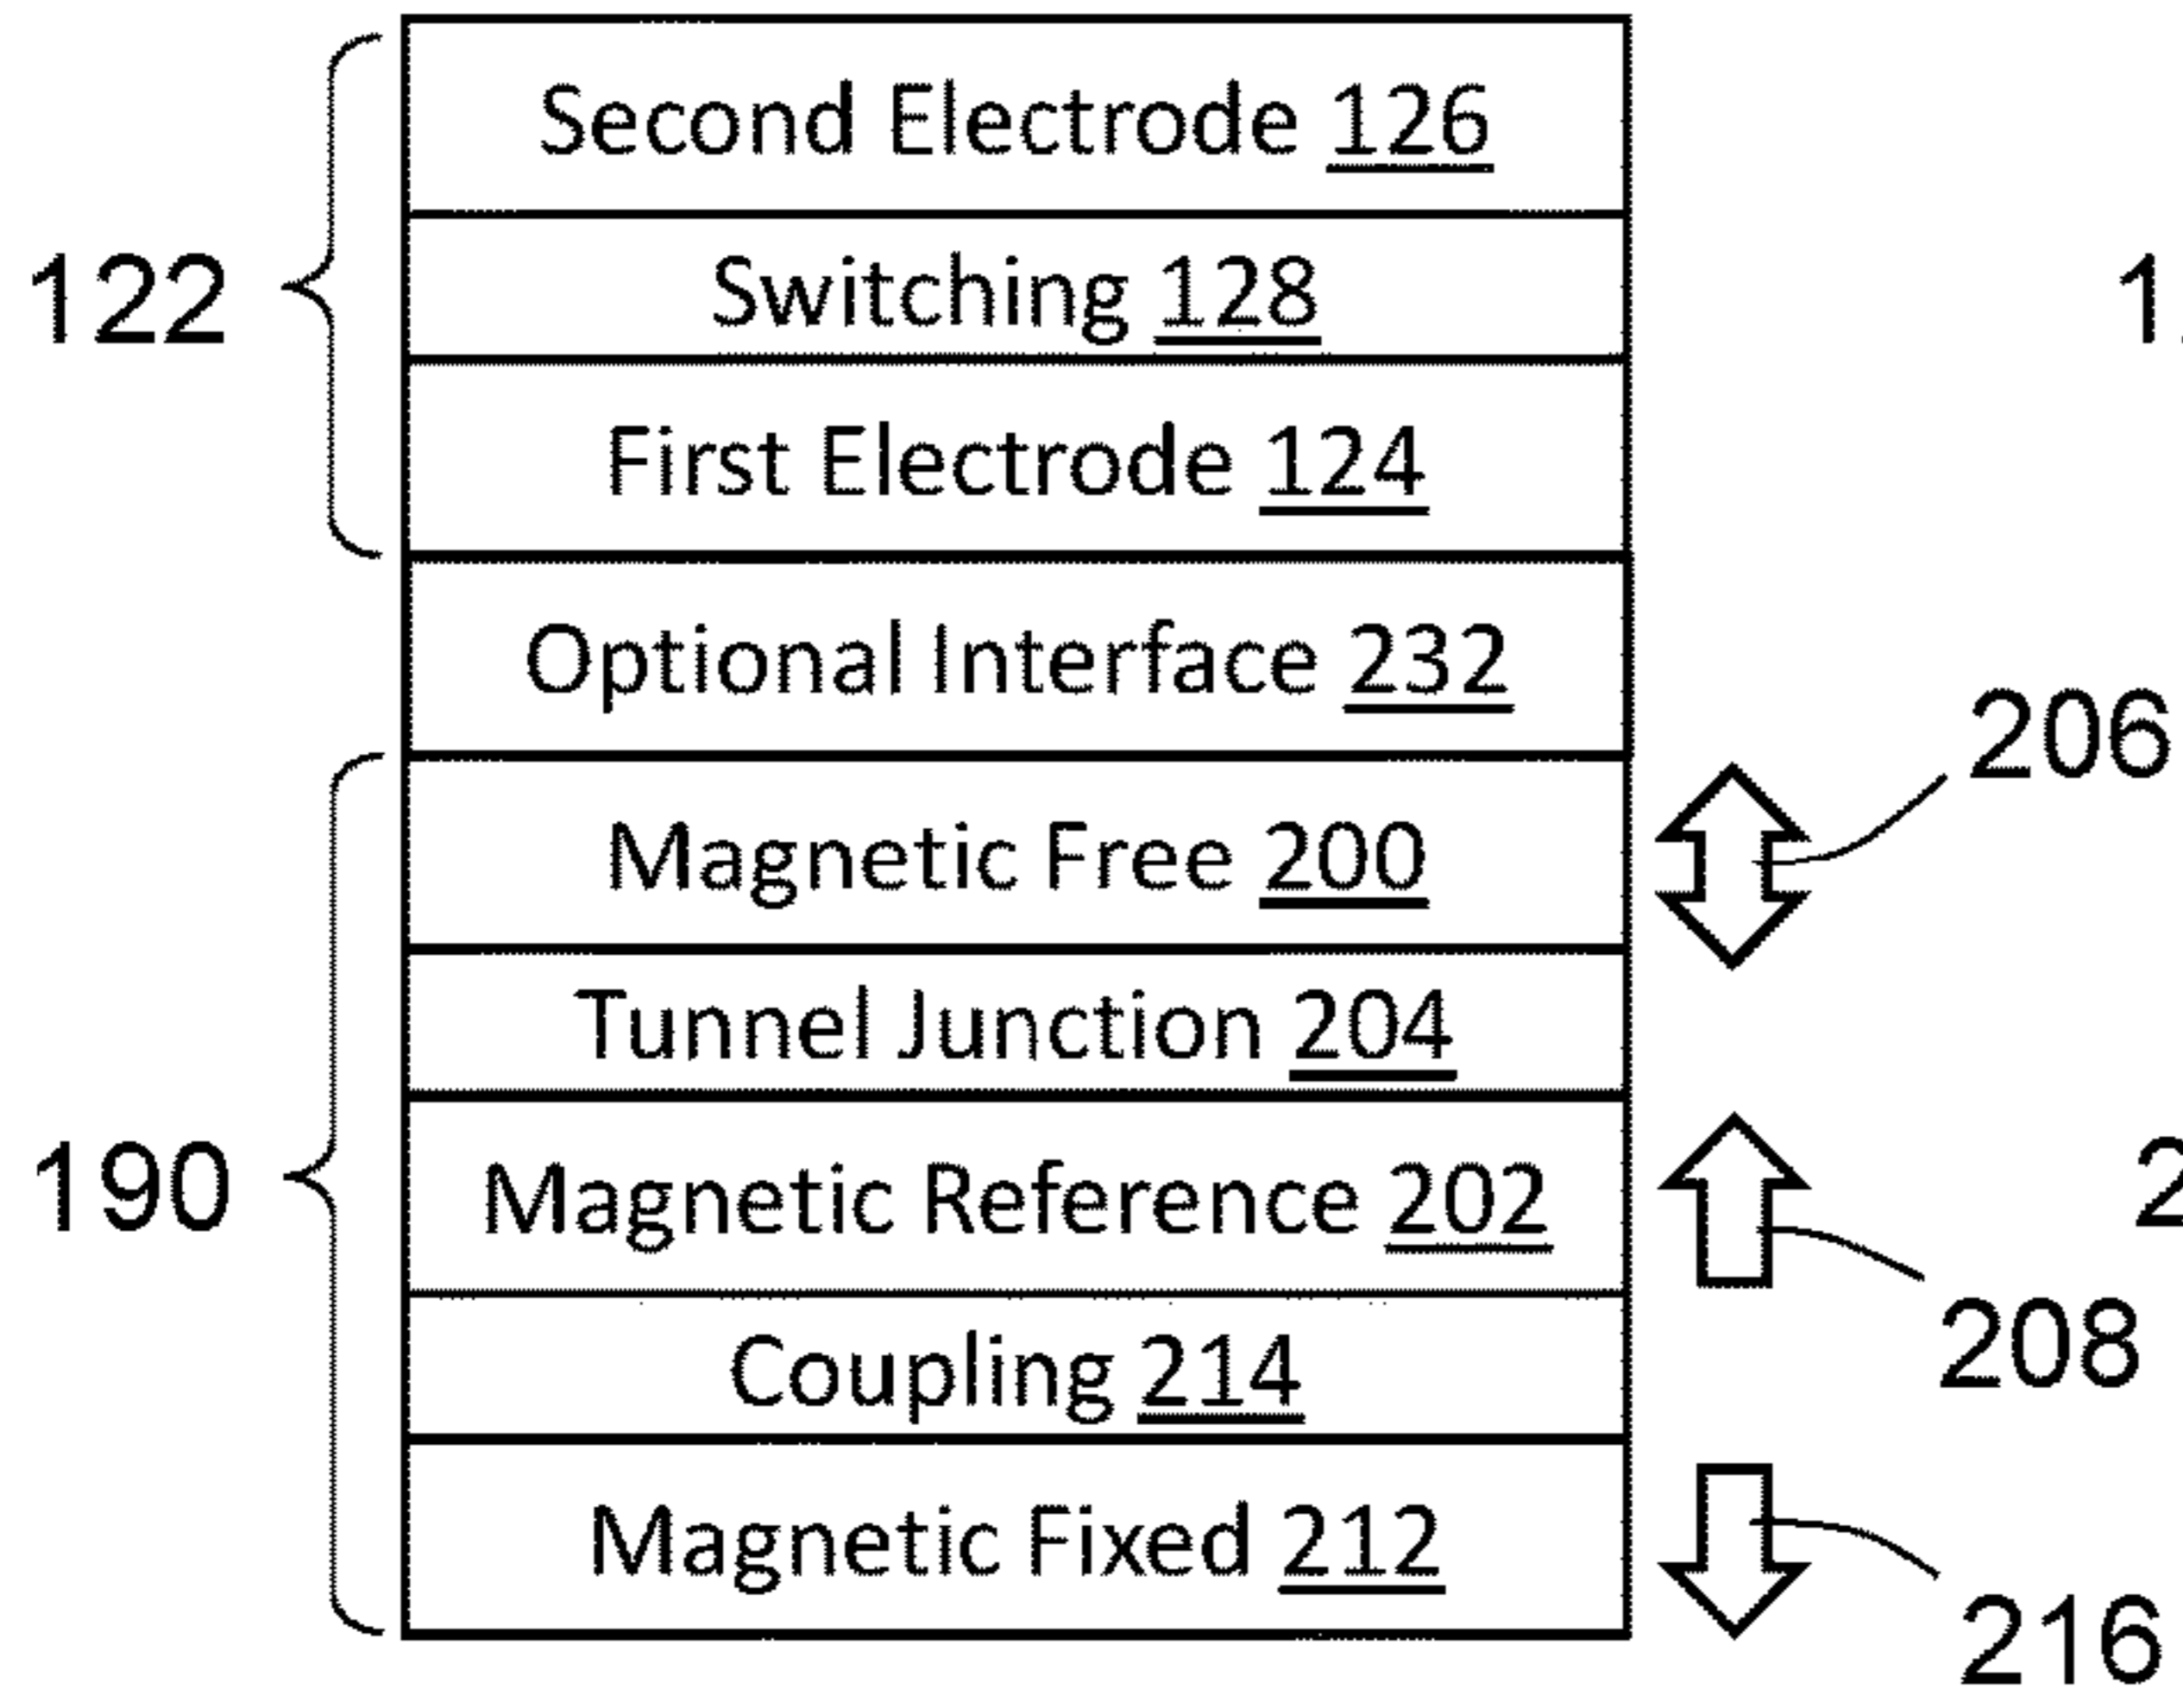 Second Electrode 126
122
Switching 128
First Electrode 124
Optional Interface 232
206
Magnetic Free 200
Tunnel Junction 204
190
Magnetic Reference 202
208
Coupling 214
Magnetic Fixed 212
216